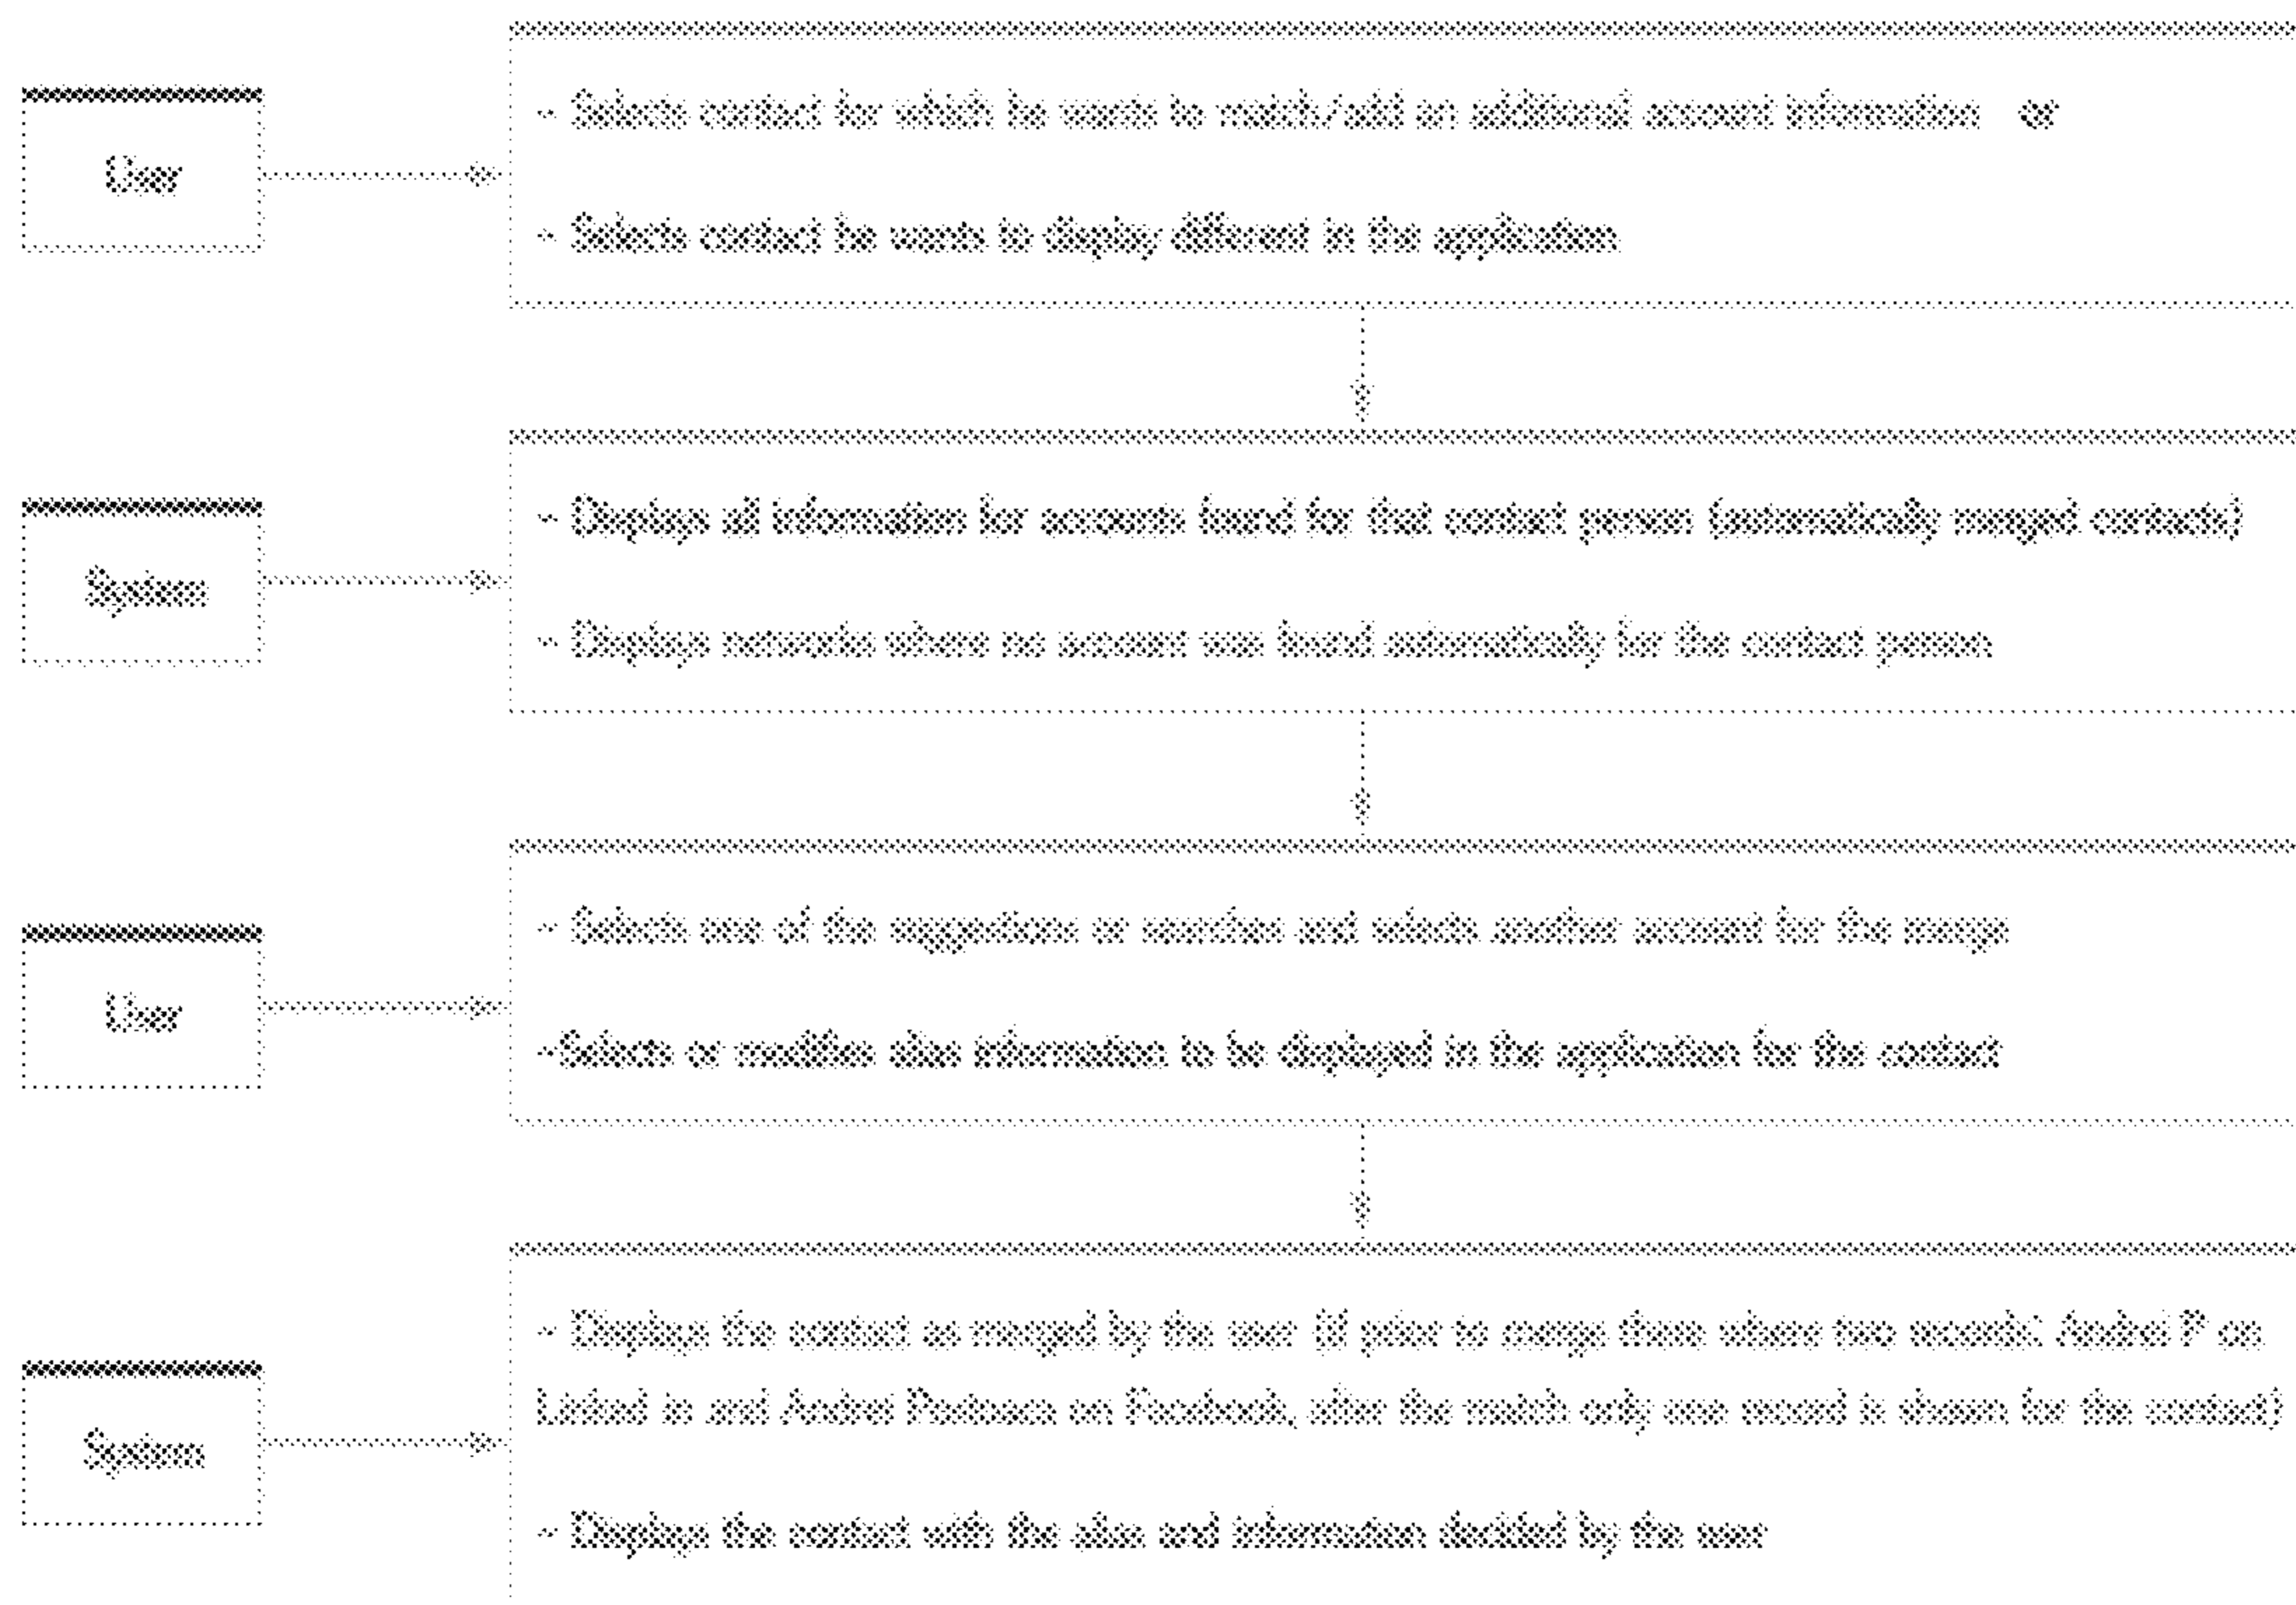 User
- Selects contact for which he wants to match/add an additional account information or
- Selects contact he wants to display different in the application
System
- Displays all information for accounts found for that contact person (automatically merged contacts)
- Displays networks where no account was found automatically for the contact person
User
- Selects one of the suggestions or searches and selects another account for the merge
-Selects or modifies alias information to be displayed in the application for the contact
System
- Displays the contact as merged by the user (if prior to merge there where two records: Andrei P on
Linked in and Andrei on Facebook, after the match only one record is shown for the contact)
- Displays the contact with the alias and information decided by the user